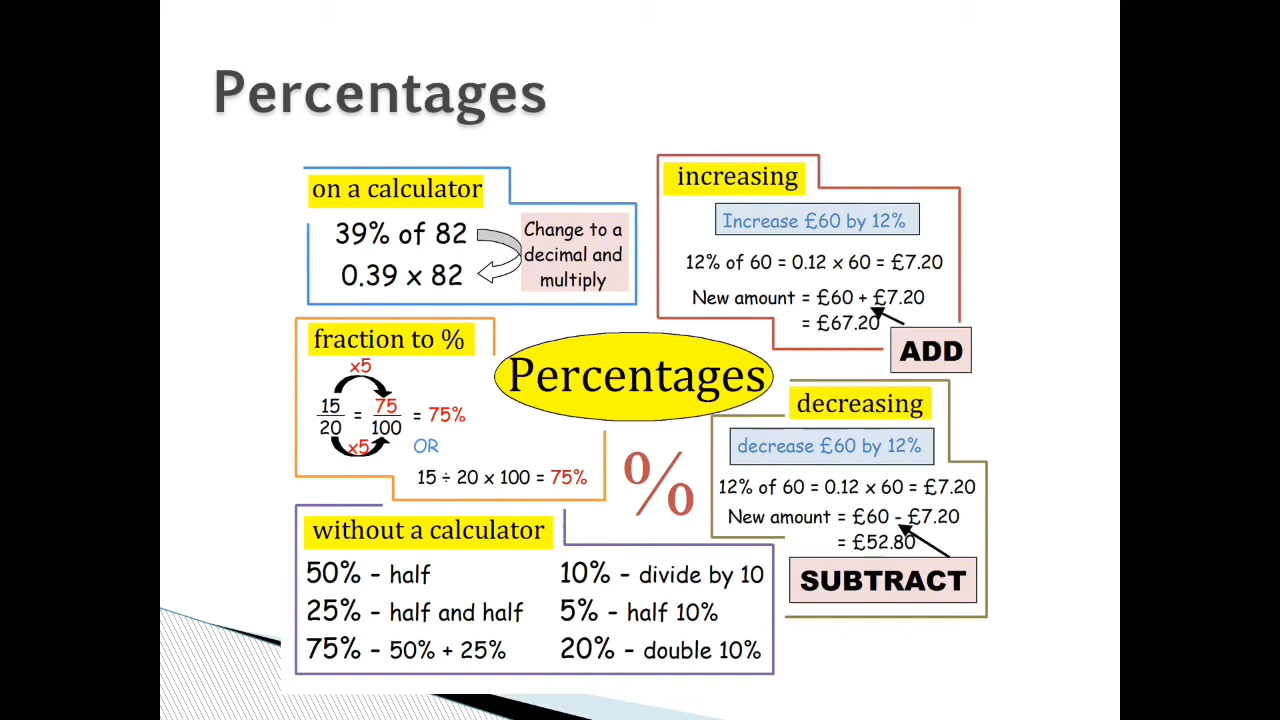 Percentages
on a calculator
39% of 82
0.39 x 82
Change to a
decimal and
multiply
increasing
Increase £60 by 12%
12% of 60 = 0.12 x 60 = £7.20
New amount = £60 + £7.20
= £67.20
ADD
fraction to %
x5
15/20 = 75/100 = 75%
x5
OR
15 ÷ 20 x 100 = 75%
Percentages
%
decreasing
decrease £60 by 12%
12% of 60 = 0.12 x 60 = £7.20
New amount = £60 - £7.20
= £52.80
SUBTRACT
without a calculator
50% - half
25% - half and half
75% - 50% + 25%
10% - divide by 10
5% - half 10%
20% - double 10%